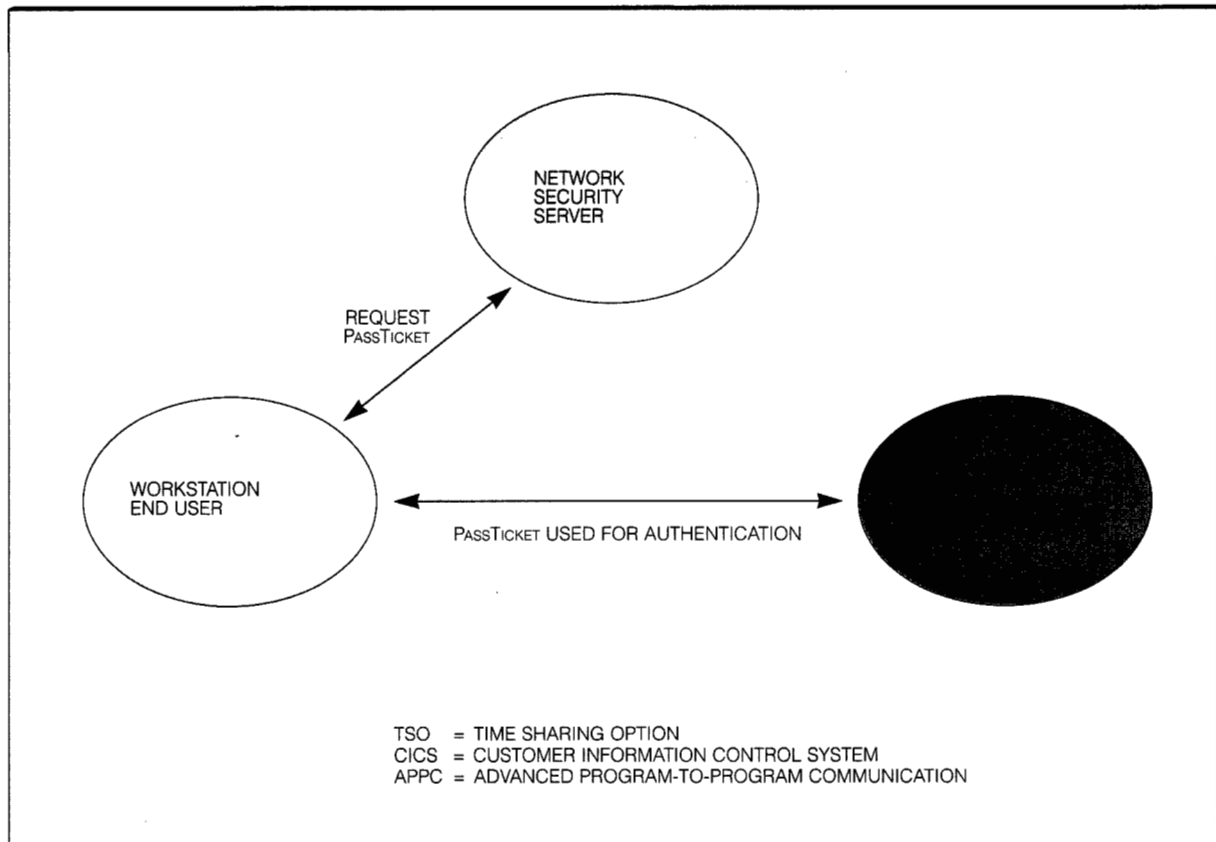 NETWORK
SECURITY
SERVER
REQUEST
PASSTICKET
WORKSTATION
END USER
PASSTICKET USED FOR AUTHENTICATION
TSO = TIME SHARING OPTION
CICS = CUSTOMER INFORMATION CONTROL SYSTEM
APPC = ADVANCED PROGRAM-TO-PROGRAM COMMUNICATION